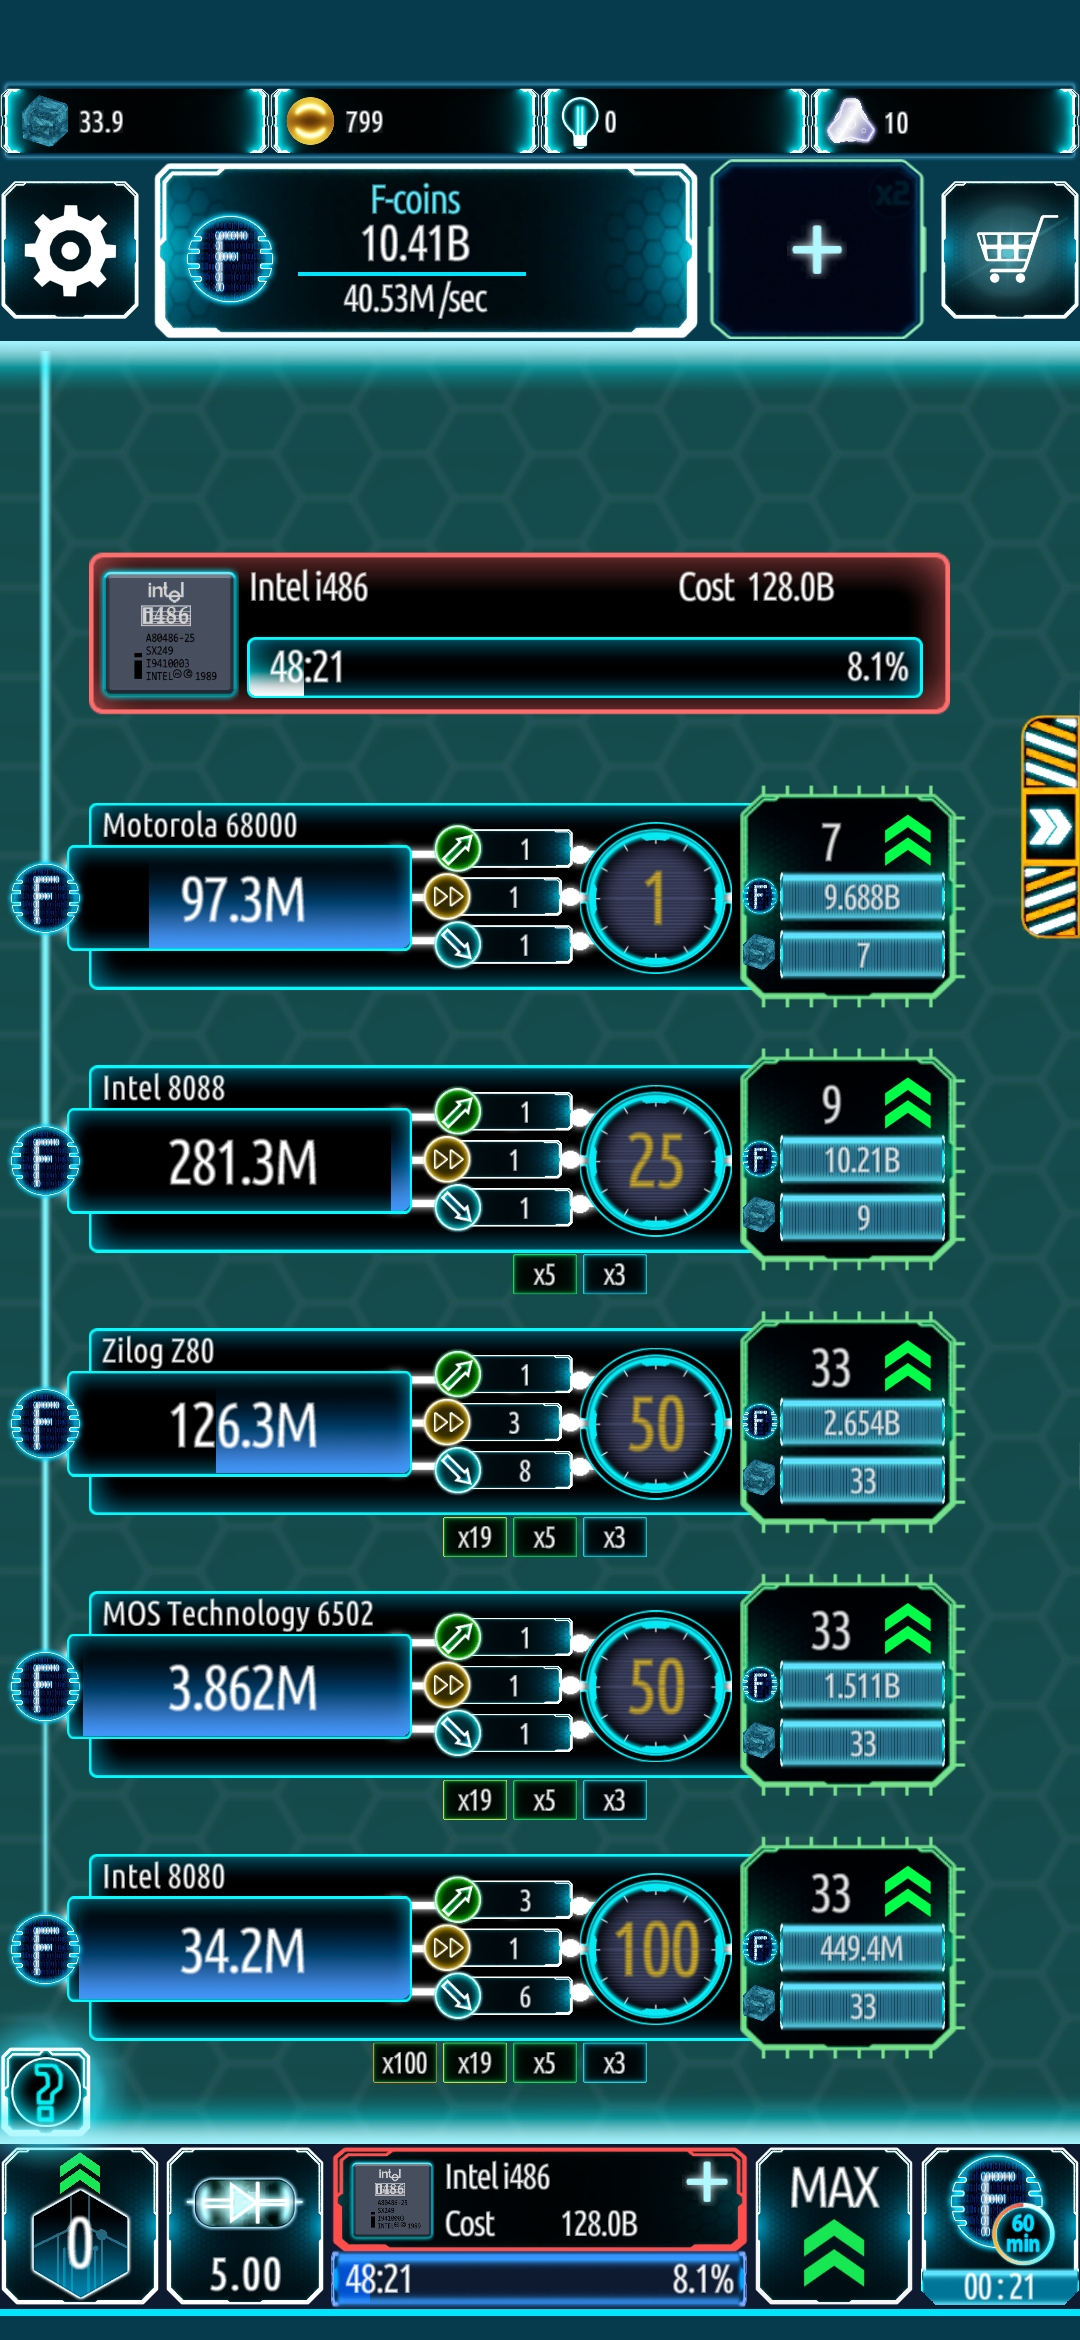 33.9
799
0
10
F-coins
10.41B
40.53M /sec
x2
intel
i486
A80486-25
SX249
I9410003
INTEL ⓜ © 1989
Intel i486
Cost 128.0B
48:21
8.1%
Motorola 68000
97.3M
1
1
1
1
7
9.688B
7
Intel 8088
281.3M
1
1
1
25
9
10.21B
9
x5
x3
Zilog Z80
126.3M
1
3
8
50
33
2.654B
33
x19
x5
x3
MOS Technology 6502
3.862M
1
1
1
50
33
1.511B
33
x19
x5
x3
Intel 8080
34.2M
3
1
6
100
33
449.4M
33
x100
x19
x5
x3
?
0
5.00
intel
i486
Intel i486
Cost 128.0B
48:21
8.1%
MAX
60
min
00:21